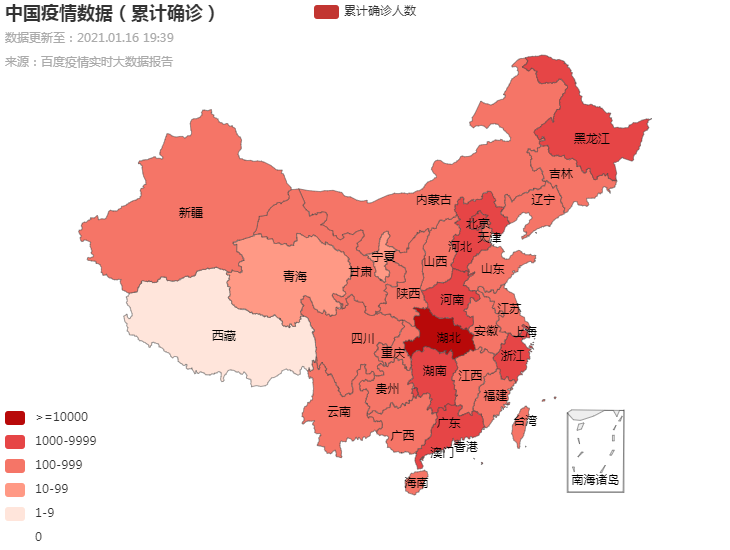 中国疫情数据（累计确诊）
累计确诊人数
数据更新至：2021.01.16 19:39
来源：百度疫情实时大数据报告
黑龙江
吉林
内蒙古
辽宁
新疆
北京
天津
河北
宁夏
山西
山东
甘肃
青海
陕西
河南
江苏
安徽
上海
西藏
四川
湖北
重庆
浙江
湖南
江西
贵州
福建
云南
广东
台湾
广西
香港
澳门
海南
南海诸岛
>=10000
1000-9999
100-999
10-99
1-9
0